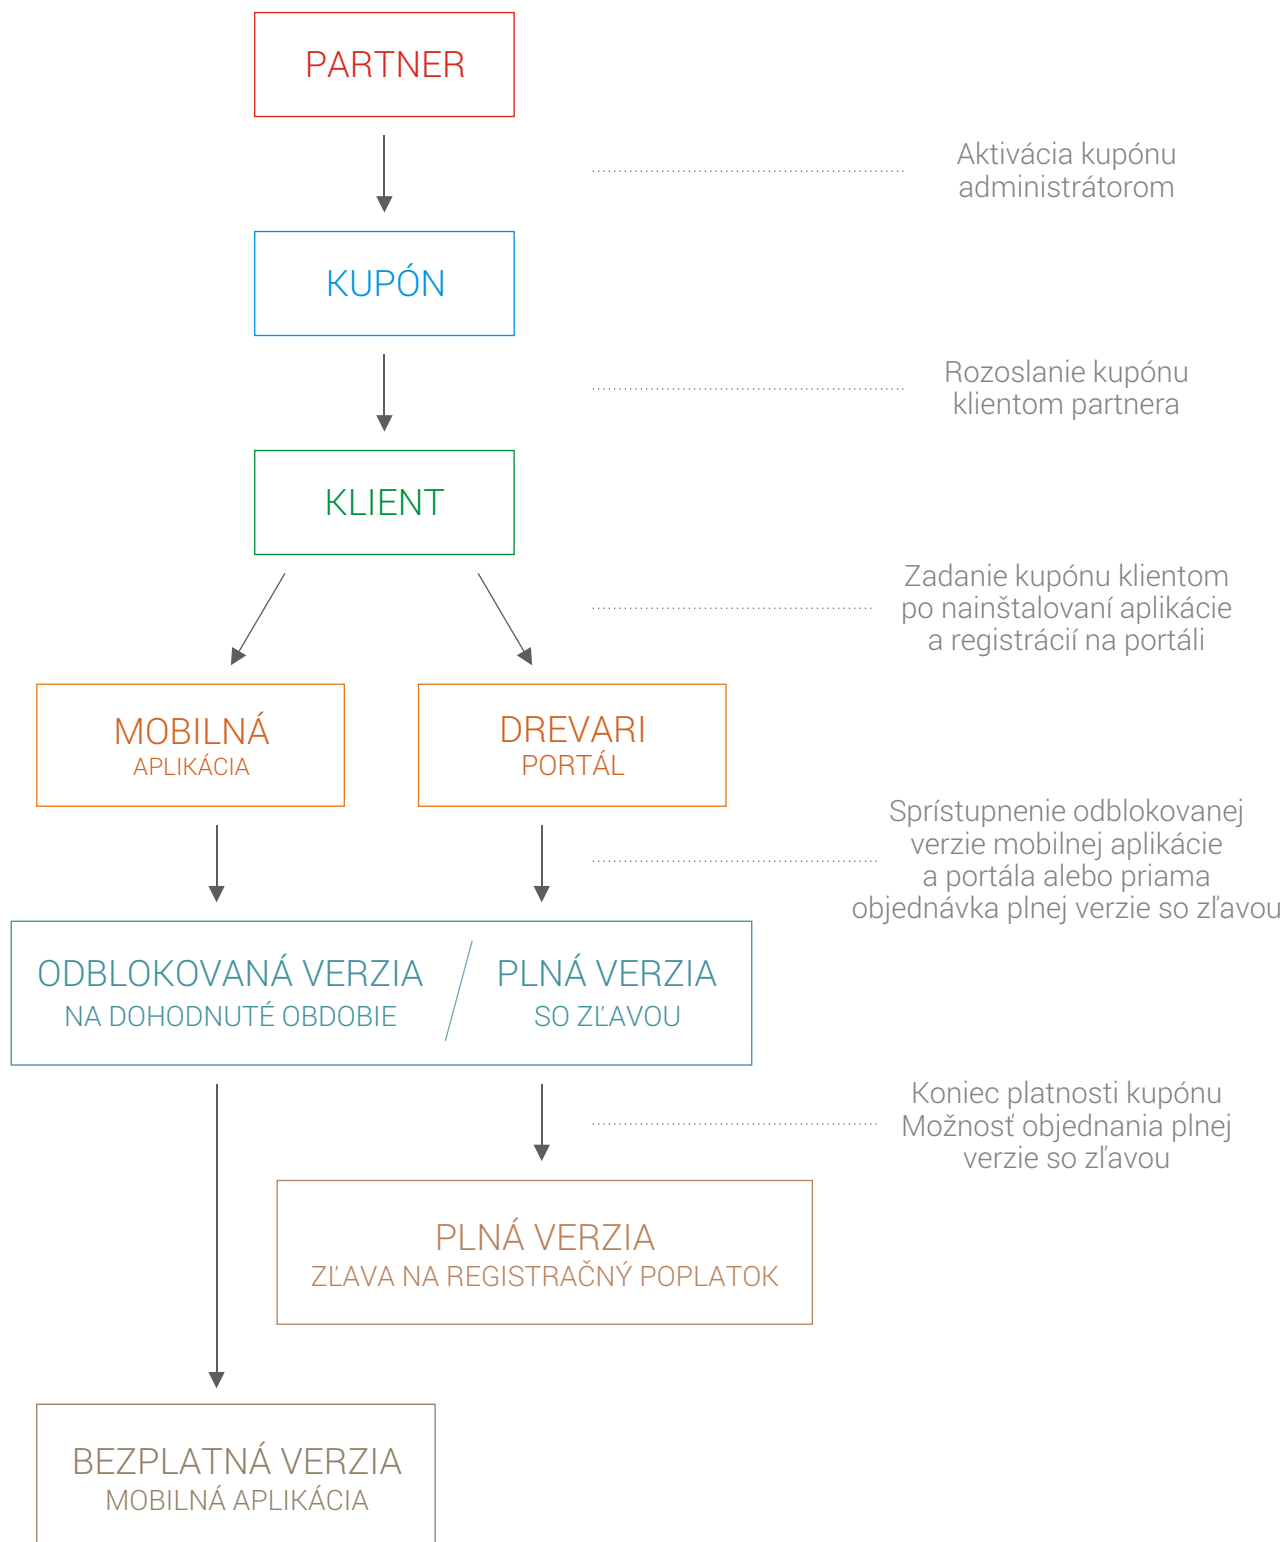 PARTNER
Aktivácia kupónu
administrátorom
KUPÓN
Rozoslanie kupónu
klientom partnera
KLIENT
Zadanie kupónu klientom
po nainštalovaní aplikácie
a registrácií na portáli
MOBILNÁ
APLIKÁCIA
DREVARI
PORTÁL
Sprístupnenie odblokovanej
verzie mobilnej aplikácie
a portála alebo priama
objednávka plnej verzie so zľavou
ODBLOKOVANÁ VERZIA
NA DOHODNUTÉ OBDOBIE
PLNÁ VERZIA
SO ZĽAVOU
Koniec platnosti kupónu
Možnosť objednania plnej
verzie so zľavou
PLNÁ VERZIA
ZĽAVA NA REGISTRAČNÝ POPLATOK
BEZPLATNÁ VERZIA
MOBILNÁ APLIKÁCIA